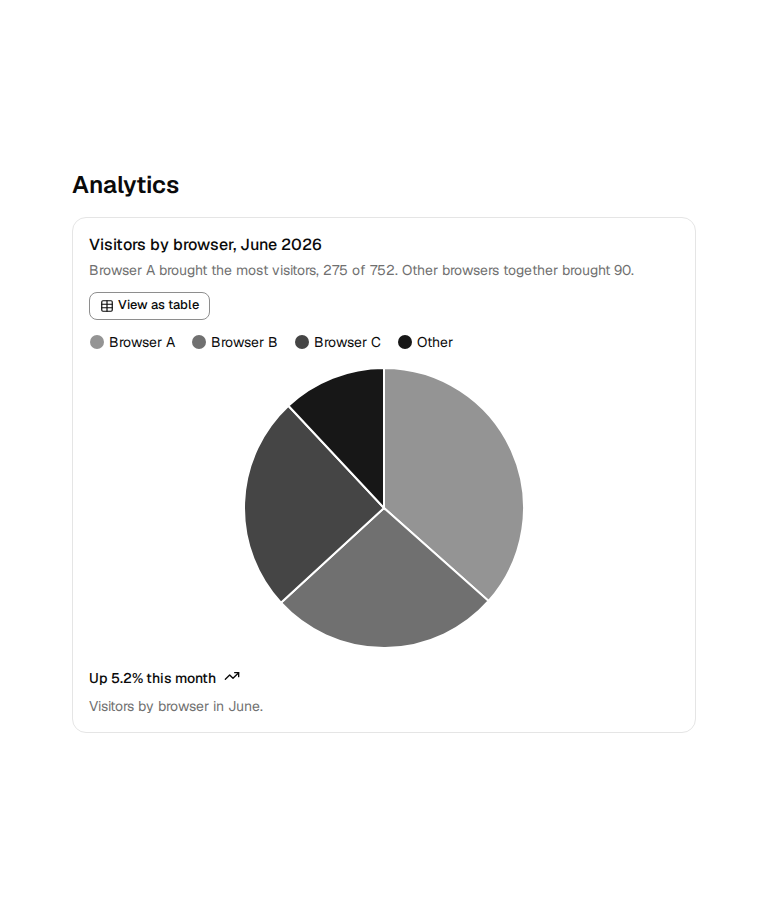 Analytics
Visitors by browser, June 2026
Browser A brought the most visitors, 275 of 752. Other browsers together brought 90.
View as table
Browser A Browser B Browser C Other
Up 5.2% this month
Visitors by browser in June.